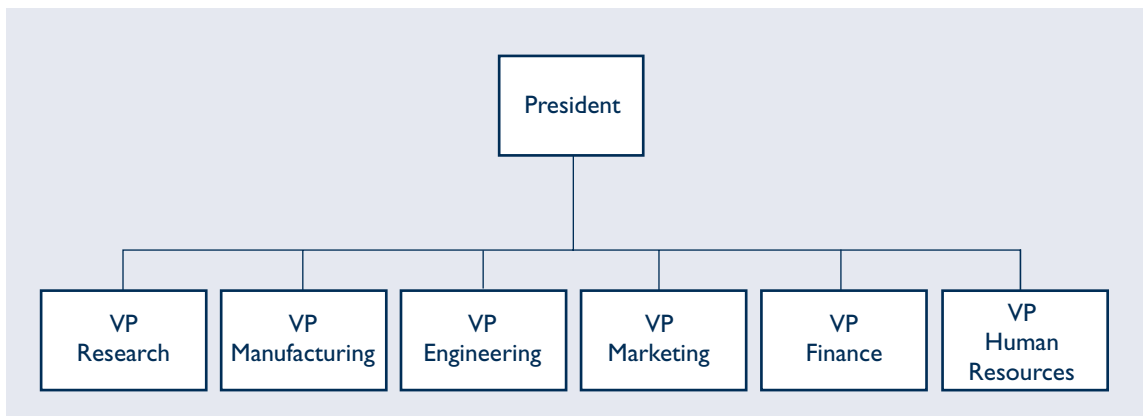 President
VP
Research
VP
Manufacturing
VP
Engineering
VP
Marketing
VP
Finance
VP
Human
Resources